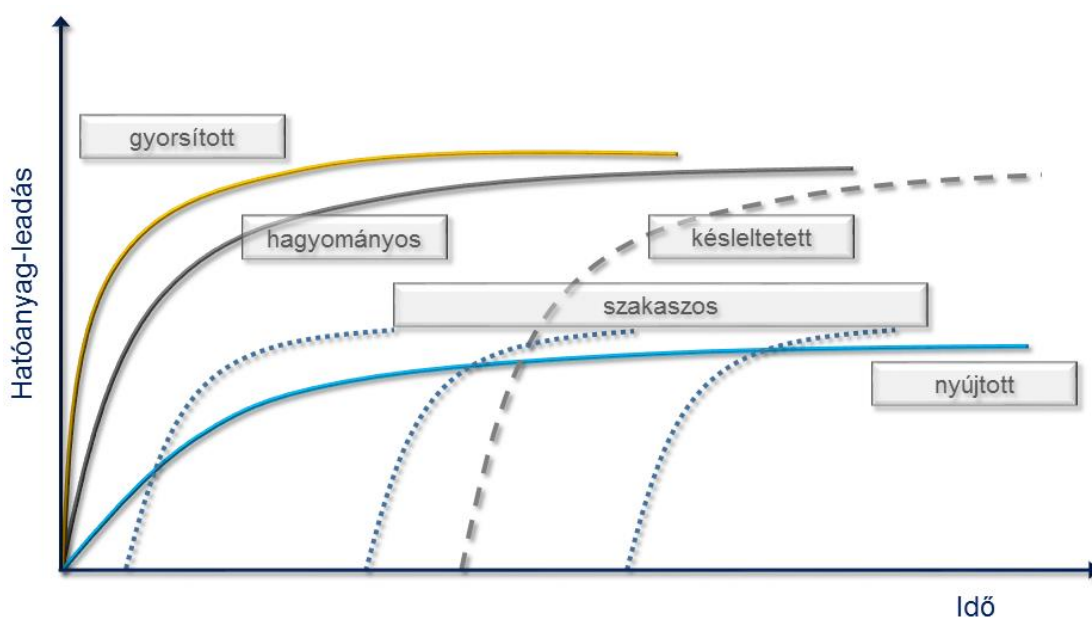 gyorsított
hagyományos
késleltetett
szakaszos
nyújtott
Hatóanyag-leadás
Idő